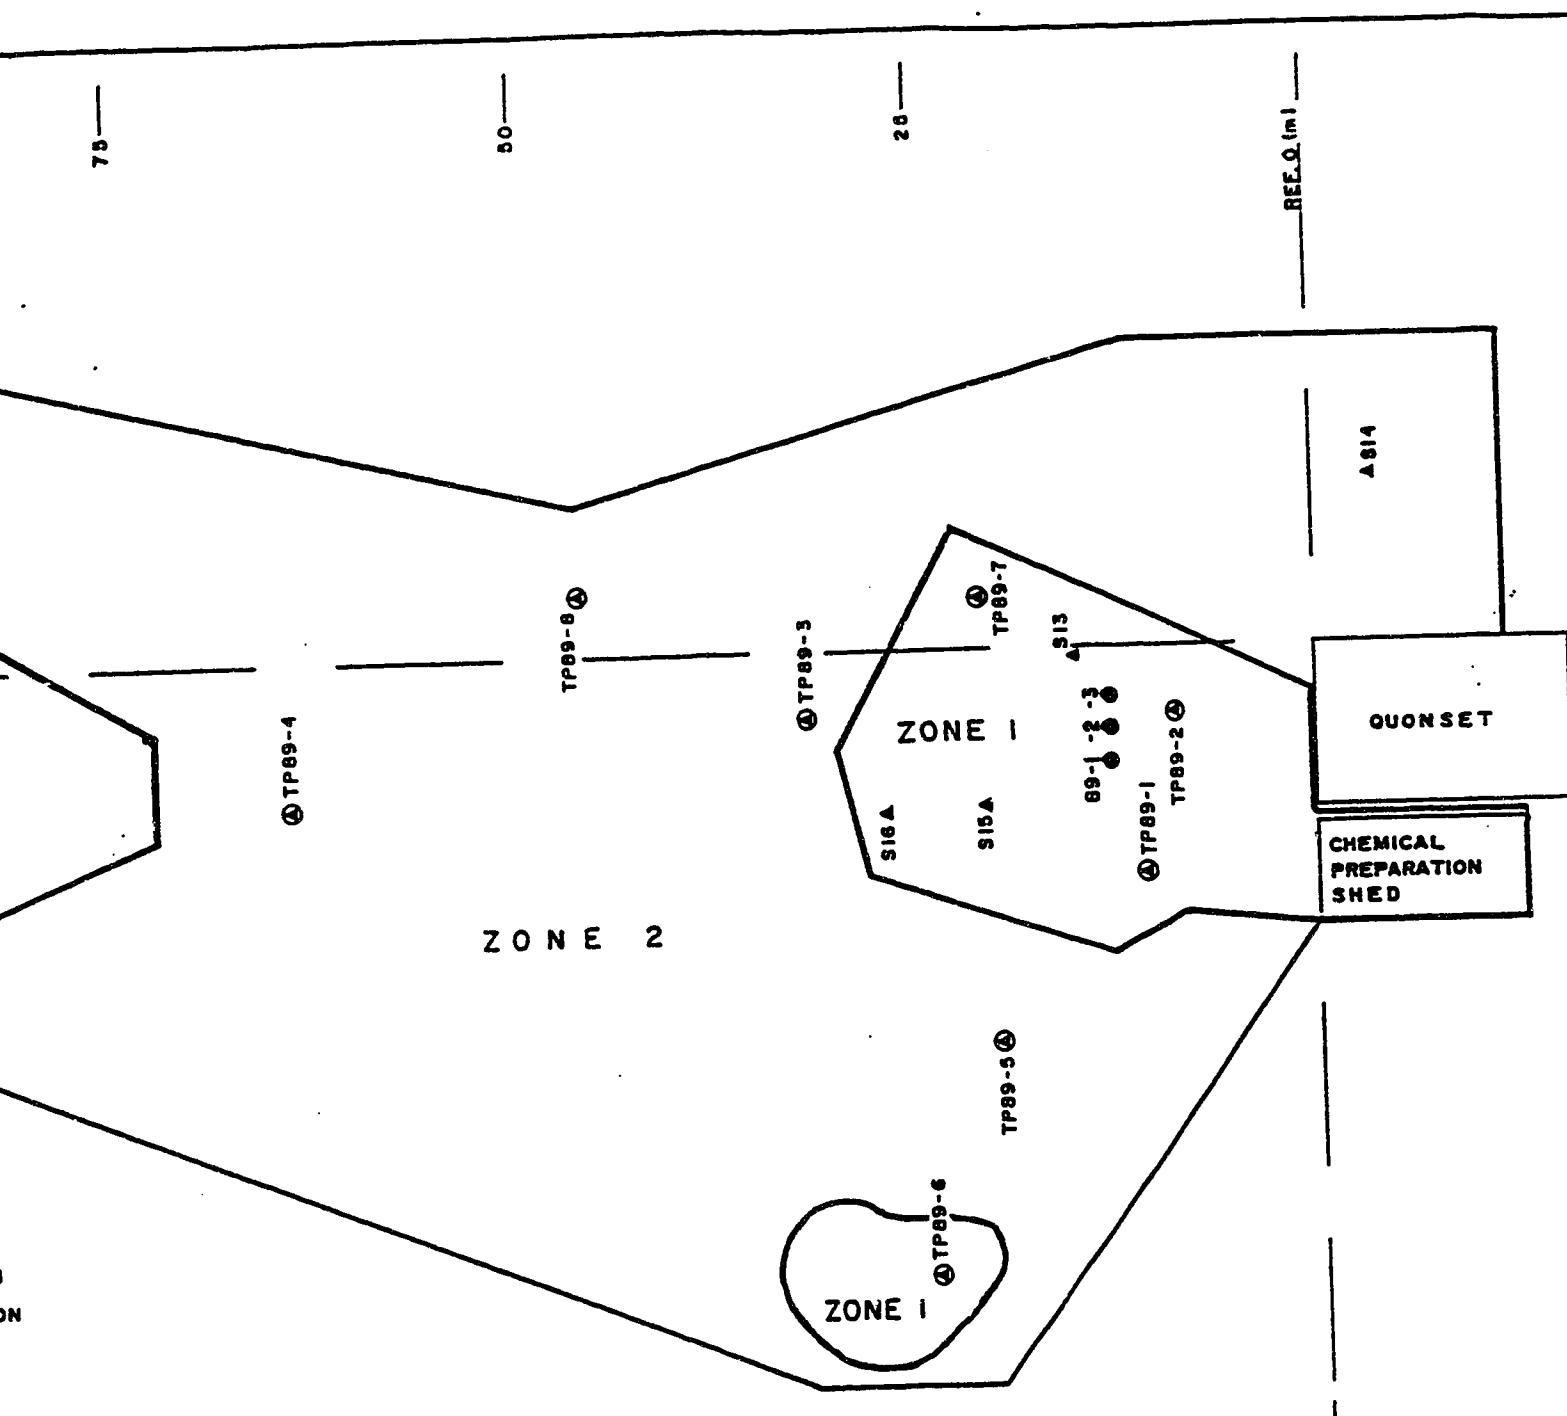 75
50
25
REF. 0 (m)
S14
TP89-7
S13
TP89-8
TP89-3
TP89-4
ZONE 1
89-1 -2 -3
TP89-2
QUONSET
S16
S15
TP89-1
CHEMICAL
PREPARATION
SHED
ZONE 2
TP89-5
TP89-6
ZONE 1
ON